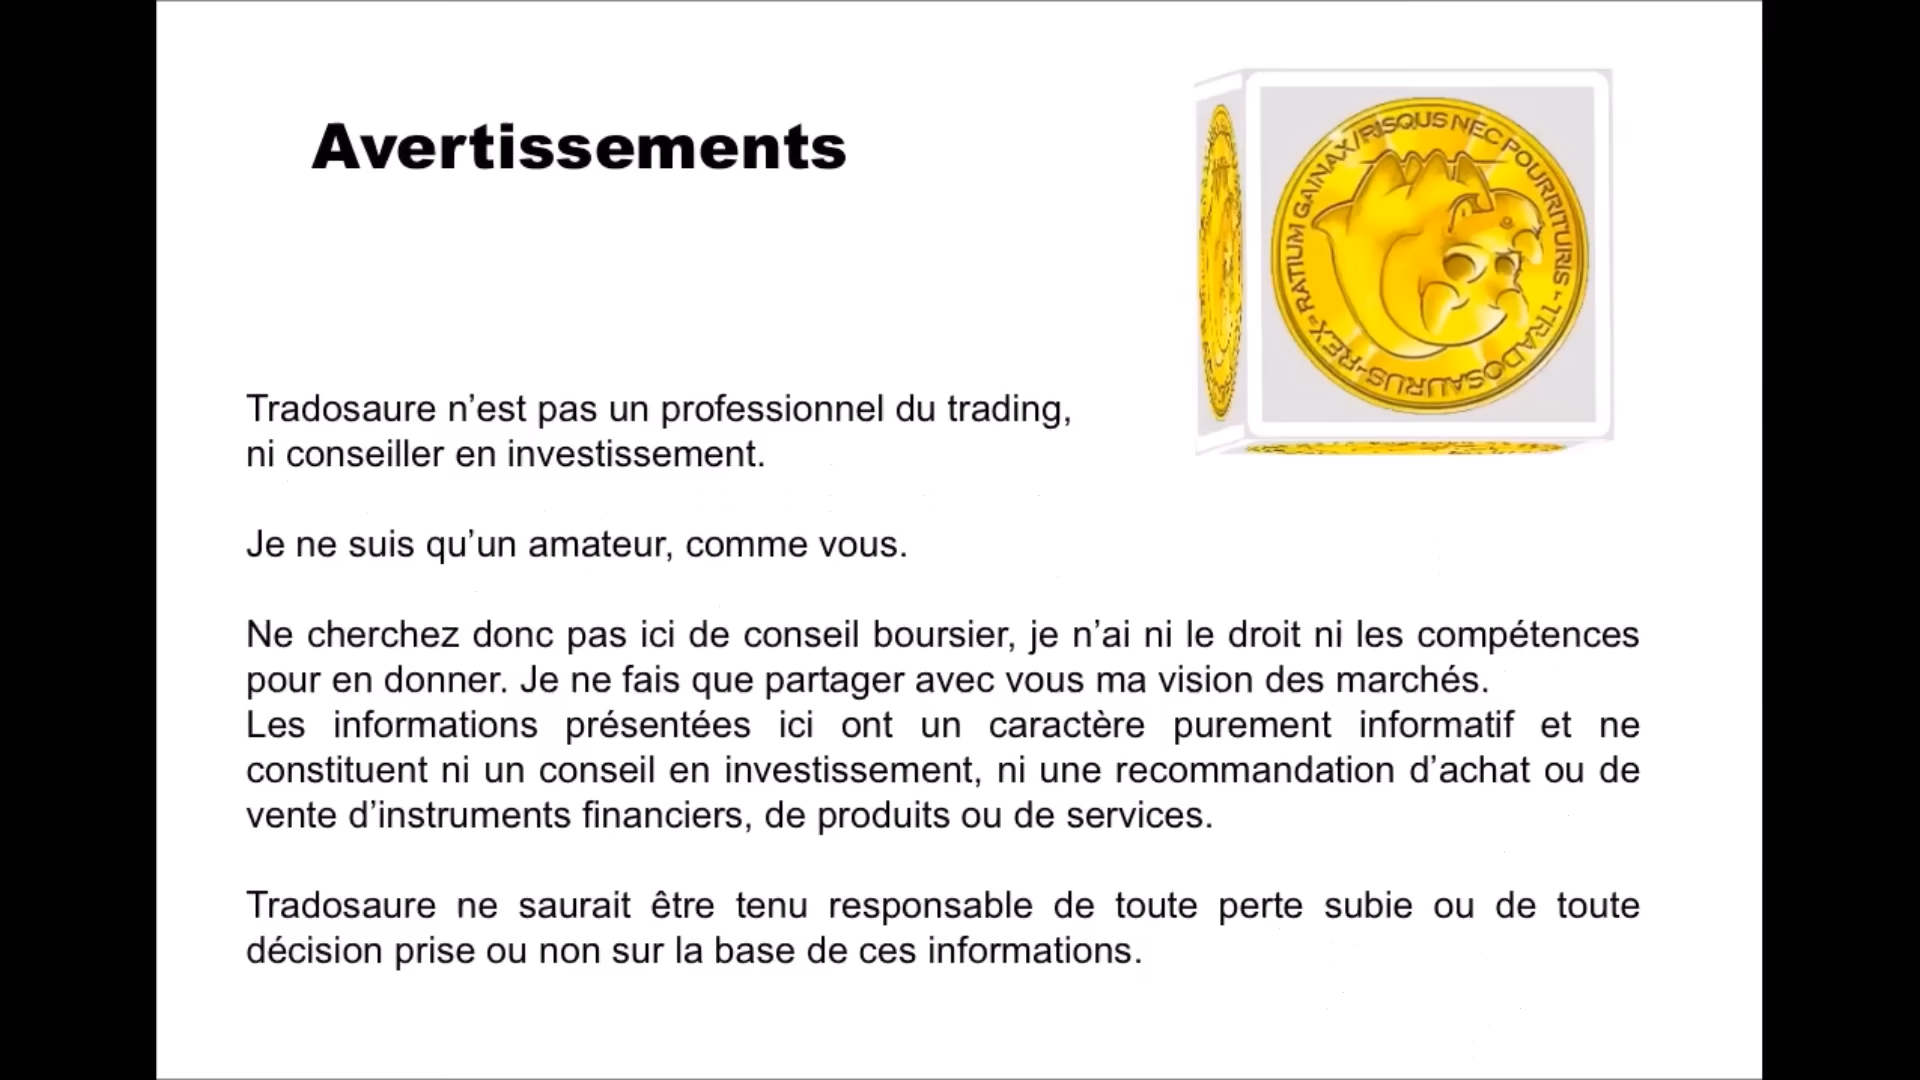 Avertissements
RATIUM GAINAX/RISQUS NEC POURRITURIS - TRADOSAURUS-REX-
Tradosaure n’est pas un professionnel du trading,
ni conseiller en investissement.
Je ne suis qu’un amateur, comme vous.
Ne cherchez donc pas ici de conseil boursier, je n’ai ni le droit ni les compétences
pour en donner. Je ne fais que partager avec vous ma vision des marchés.
Les informations présentées ici ont un caractère purement informatif et ne
constituent ni un conseil en investissement, ni une recommandation d’achat ou de
vente d’instruments financiers, de produits ou de services.
Tradosaure ne saurait être tenu responsable de toute perte subie ou de toute
décision prise ou non sur la base de ces informations.